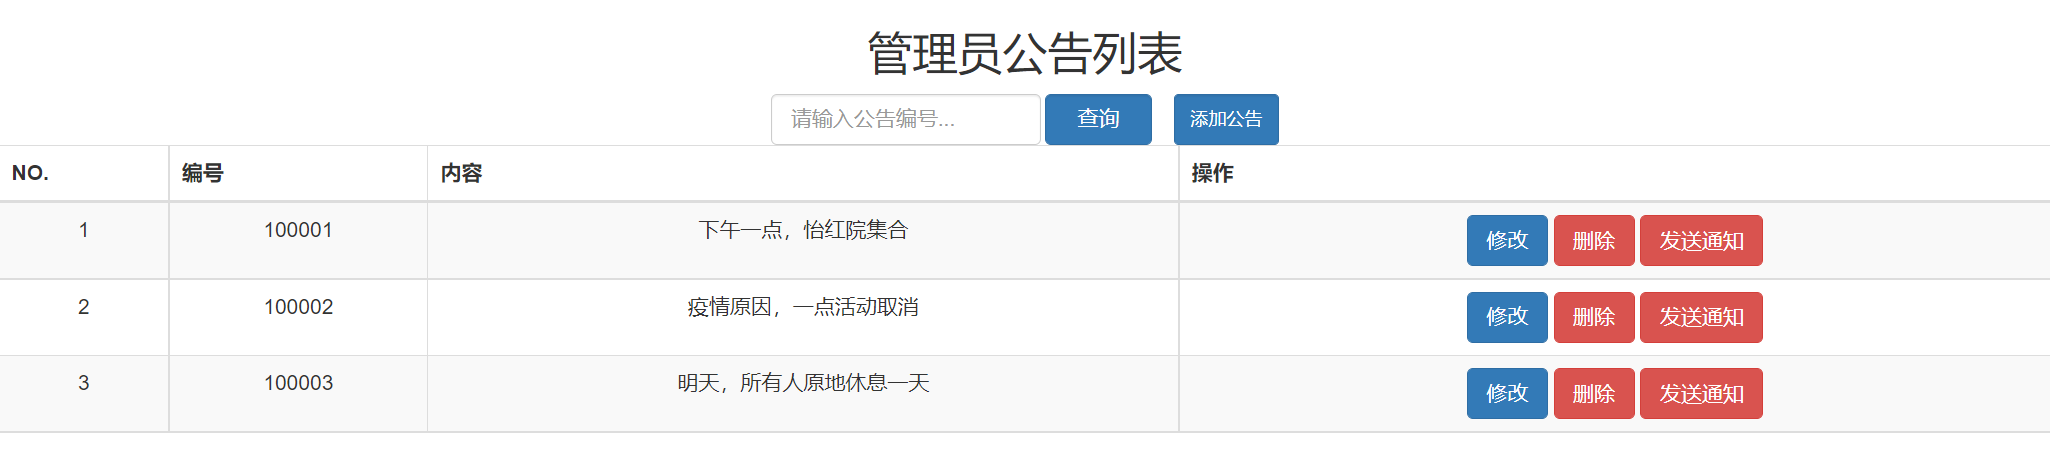 管理员公告列表
请输入公告编号... 查询 添加公告
NO. 编号 内容 操作
1 100001 下午一点，怡红院集合 修改 删除 发送通知
2 100002 疫情原因，一点活动取消 修改 删除 发送通知
3 100003 明天，所有人原地休息一天 修改 删除 发送通知